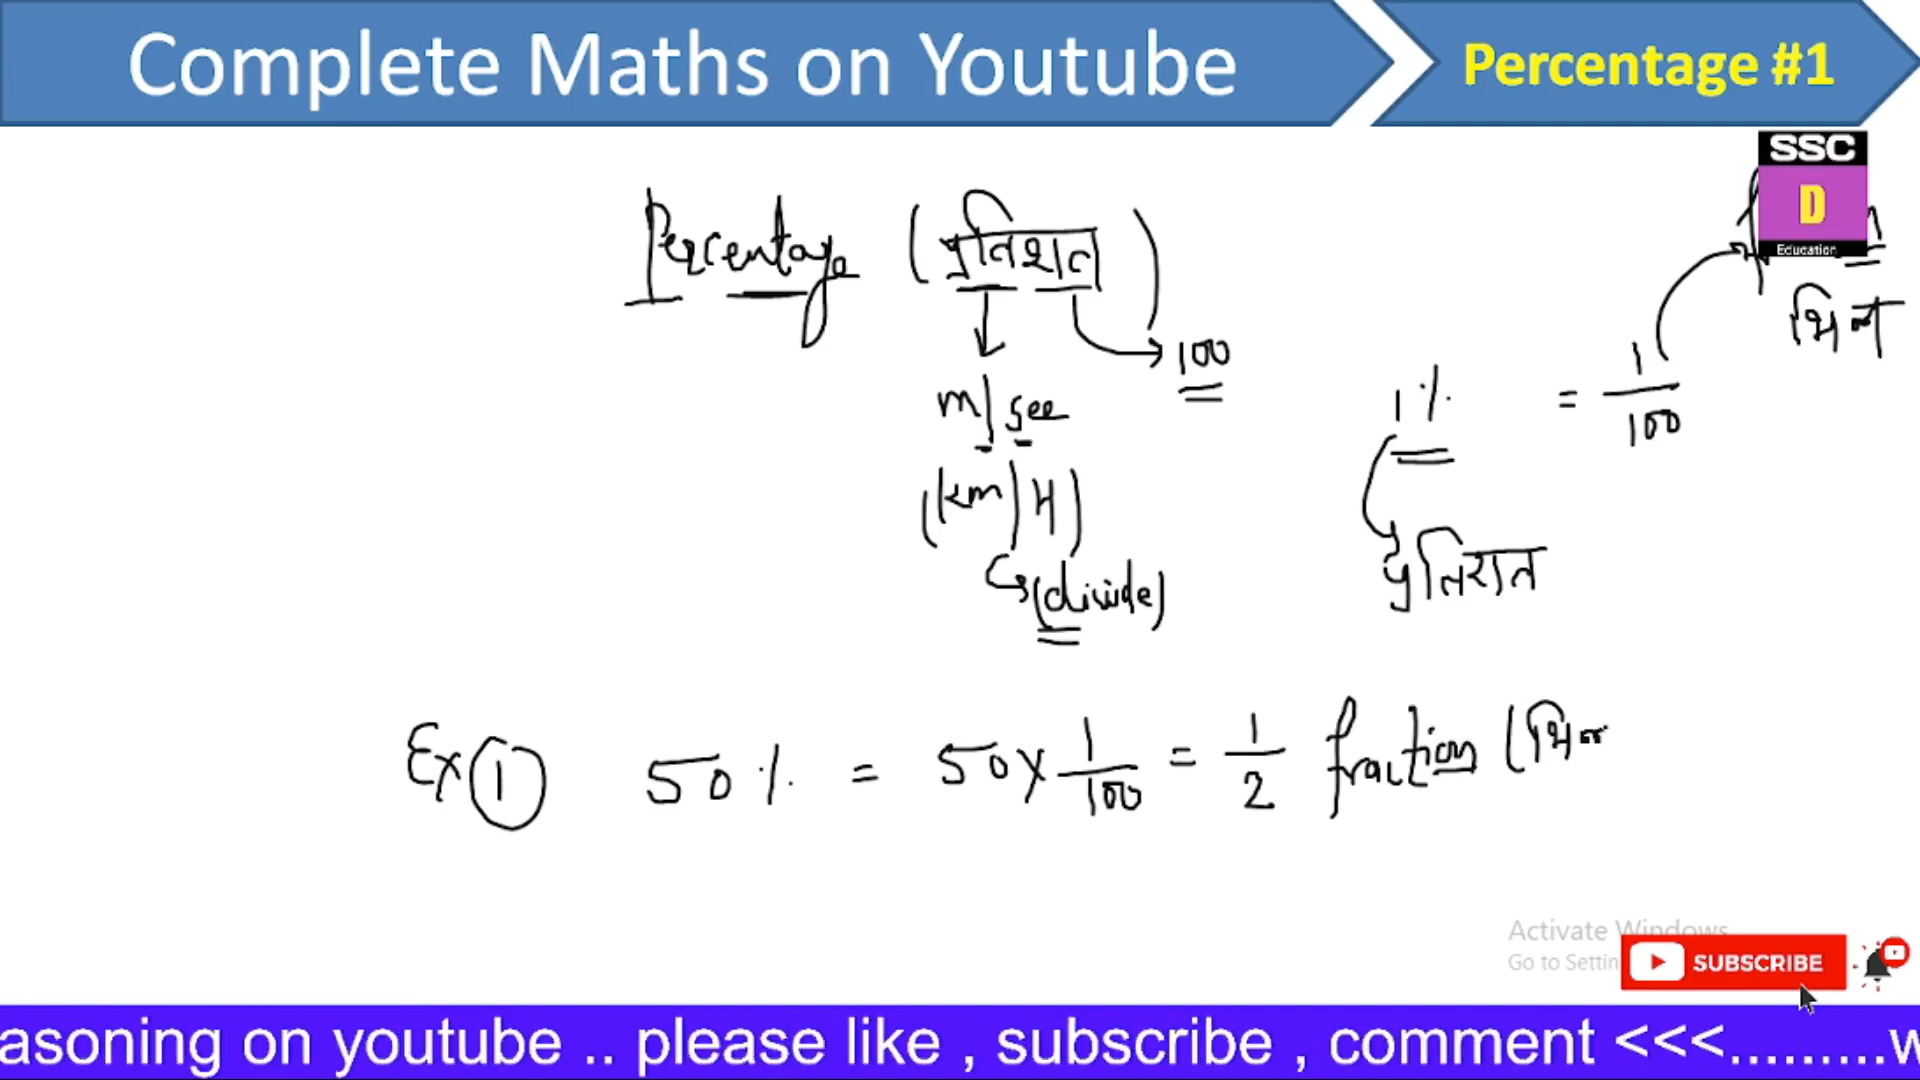 Complete Maths on Youtube
Percentage #1
SSC
D
Education
Percentage (प्रतिशत)
100
भिन्न
m/sec
1% = 1/100
(km/H)
(divide)
प्रतिशत
Ex 1 50% = 50 x 1/100 = 1/2 fraction (भिन्न
Activate Windows
Go to Settin
SUBSCRIBE
asoning on youtube .. please like , subscribe , comment <<<.........w